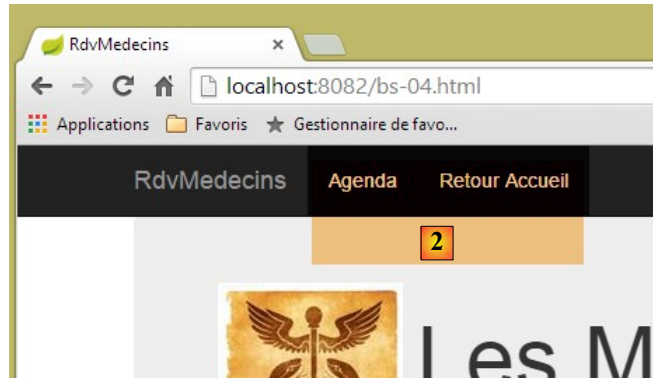 RdvMedecins
localhost:8082/bs-04.html
Applications Favoris Gestionnaire de favo...
RdvMedecins Agenda Retour Accueil
2
Les M